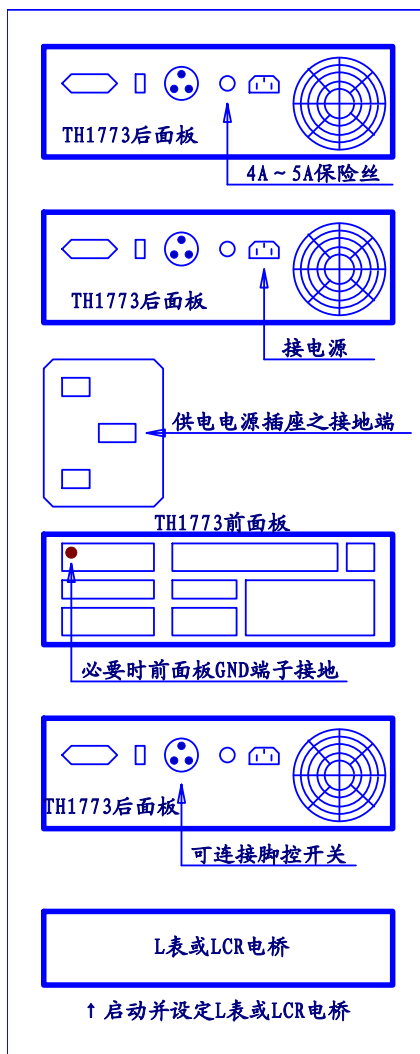 TH1773后面板
4A~5A保险丝
TH1773后面板
接电源
供电电源插座之接地端
TH1773前面板
必要时前面板GND端子接地
TH1773后面板
可连接脚控开关
L表或LCR电桥
↑启动并设定L表或LCR电桥